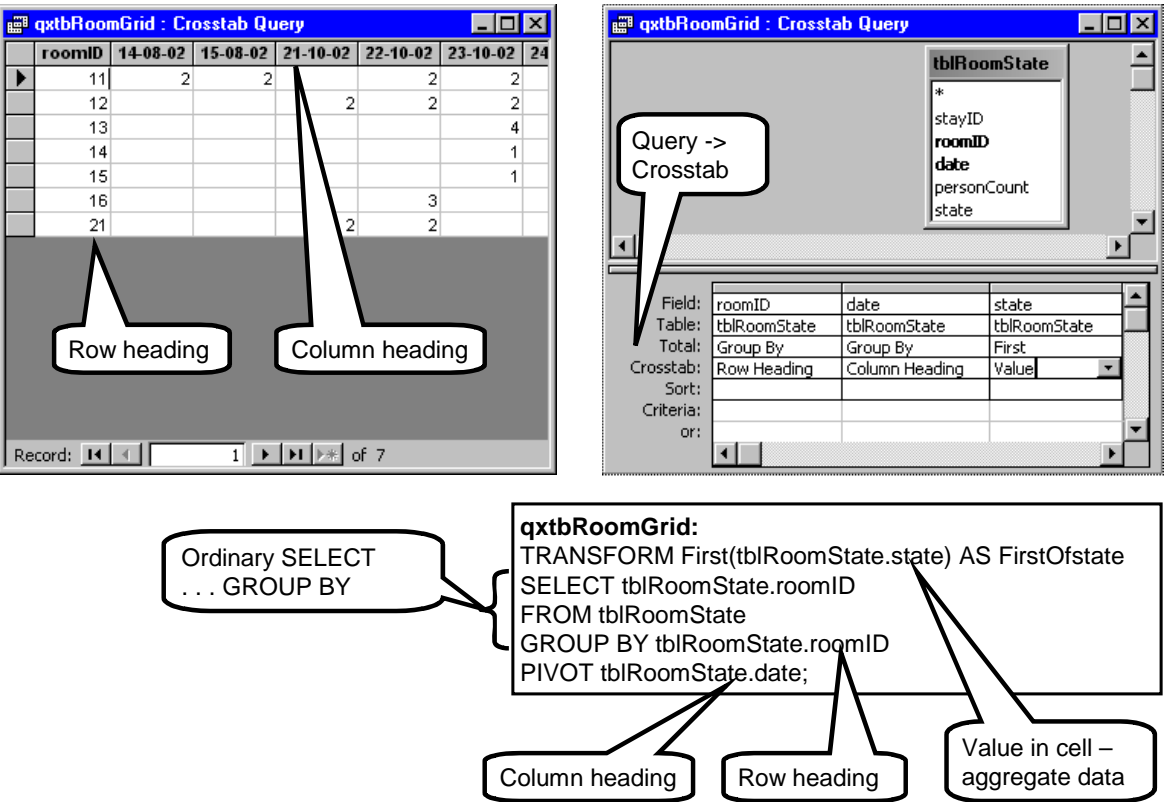 qxtbRoomGrid : Crosstab Query
roomID 14-08-02 15-08-02 21-10-02 22-10-02 23-10-02 24
11 2 2 2 2
12 2 2 2
13 4
14 1
15 1
16 3
21 2 2
Row heading
Column heading
Record: 1 of 7
qxtbRoomGrid : Crosstab Query
tblRoomState
*
stayID
roomID
date
personCount
state
Query ->
Crosstab
Field: roomID date state
Table: tblRoomState tblRoomState tblRoomState
Total: Group By Group By First
Crosstab: Row Heading Column Heading Value
Sort:
Criteria:
or:
Ordinary SELECT
. . . GROUP BY
qxtbRoomGrid:
TRANSFORM First(tblRoomState.state) AS FirstOfstate
SELECT tblRoomState.roomID
FROM tblRoomState
GROUP BY tblRoomState.roomID
PIVOT tblRoomState.date;
Column heading
Row heading
Value in cell –
aggregate data